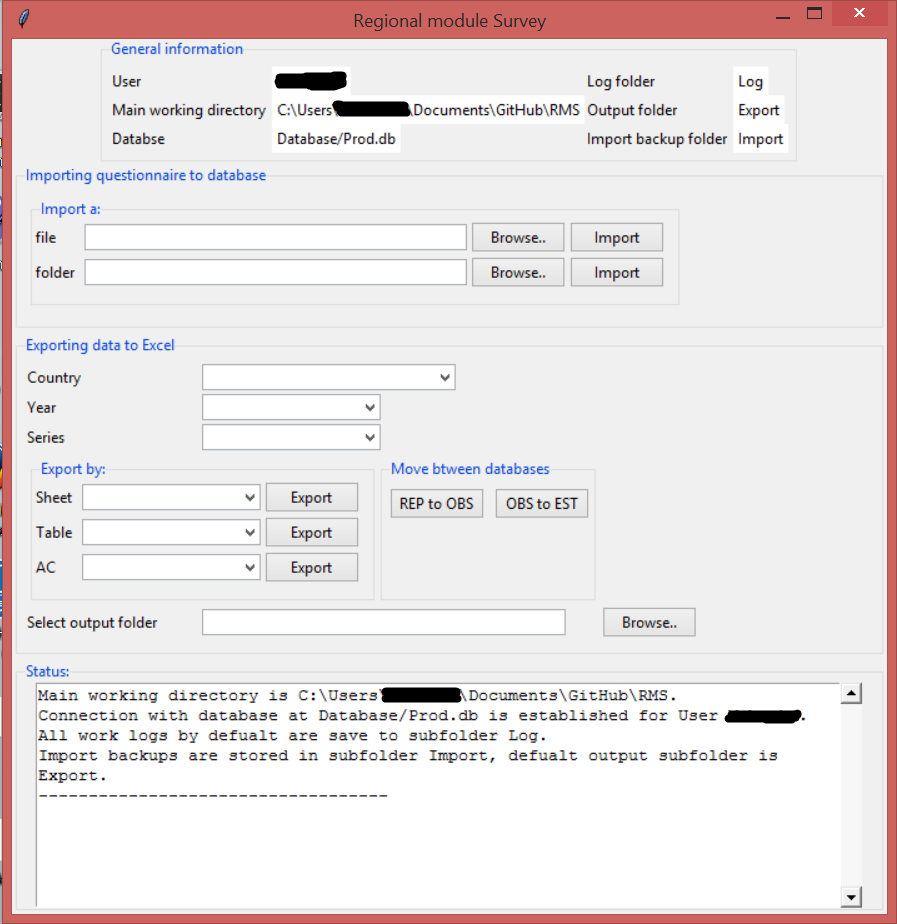 Regional module Survey
General information
User Log folder Log
Main working directory C:\Users\ \Documents\GitHub\RMS Output folder Export
Databse Database/Prod.db Import backup folder Import
Importing questionnaire to database
Import a:
file Browse.. Import
folder Browse.. Import
Exporting data to Excel
Country
Year
Series
Export by: Move btween databases
Sheet Export REP to OBS OBS to EST
Table Export
AC Export
Select output folder Browse..
Status:
Main working directory is C:\Users\ \Documents\GitHub\RMS.
Connection with database at Database/Prod.db is established for User .
All work logs by defualt are save to subfolder Log.
Import backups are stored in subfolder Import, defualt output subfolder is
Export.
-----------------------------------